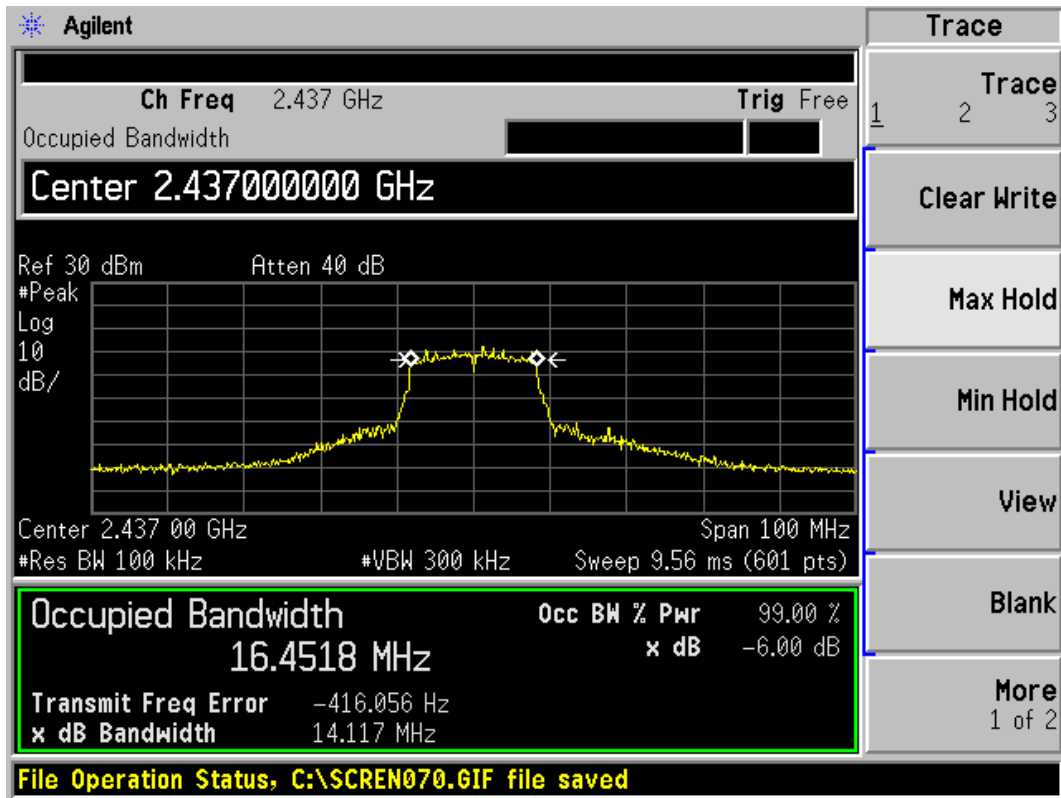 Agilent
Trace
Ch Freq 2.437 GHz Trig Free
Occupied Bandwidth
Center 2.437000000 GHz
Ref 30 dBm Atten 40 dB
#Peak
Log
10
dB/
Center 2.437 00 GHz Span 100 MHz
#Res BW 100 kHz #VBW 300 kHz Sweep 9.56 ms (601 pts)
Occupied Bandwidth
16.4518 MHz
Occ BW % Pwr 99.00 %
x dB -6.00 dB
Transmit Freq Error -416.056 Hz
x dB Bandwidth 14.117 MHz
File Operation Status, C:\SCREN070.GIF file saved
Trace
1 2 3
Clear Write
Max Hold
Min Hold
View
Blank
More
1 of 2